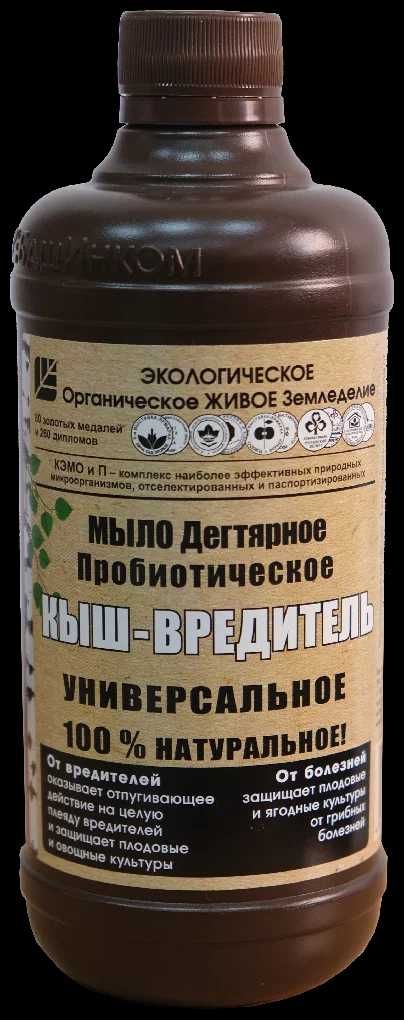 БАШИНКОМ
ЭКОЛОГИЧЕСКОЕ
Органическое ЖИВОЕ Земледелие
золотых медалей
и 260 дипломов
КЭМО и П – комплекс наиболее эффективных природных
микроорганизмов, отселектированных и паспортизированных
МЫЛО Дегтярное
Пробиотическое
КЫШ-ВРЕДИТЕЛЬ
УНИВЕРСАЛЬНОЕ
100 % НАТУРАЛЬНОЕ!
От вредителей
оказывает отпугивающее
действие на целую
плеяду вредителей
и защищает плодовые
и овощные культуры
От болезней
защищает плодовые
и ягодные культуры
от грибных
болезней